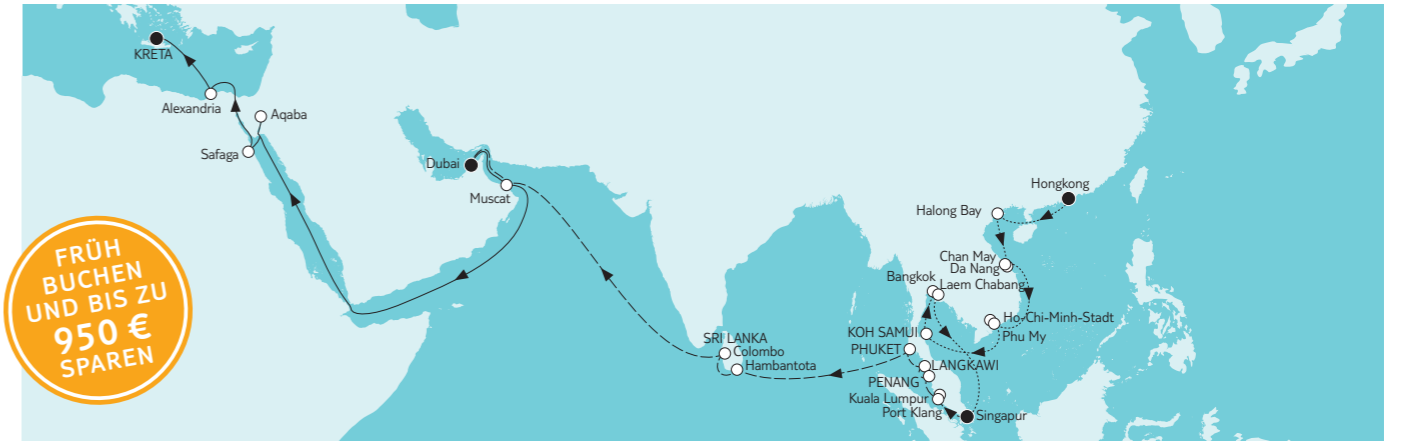 KRETA
Alexandria
Aqaba
Safaga
Dubai
Muscat
Hongkong
Halong Bay
Chan May
Da Nang
Bangkok
Laem Chabang
Ho-Chi-Minh-Stadt
Phu My
KOH SAMUI
PHUKET
SRI LANKA
Colombo
Hambantota
LANGKAWI
PENANG
Kuala Lumpur
Port Klang
Singapur
FRÜH
BUCHEN
UND BIS ZU
950 €
SPAREN